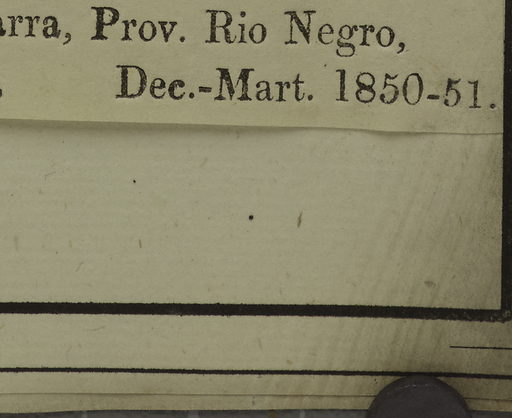 arra, Prov. Rio Negro,
Dec.-Mart. 1850-51.